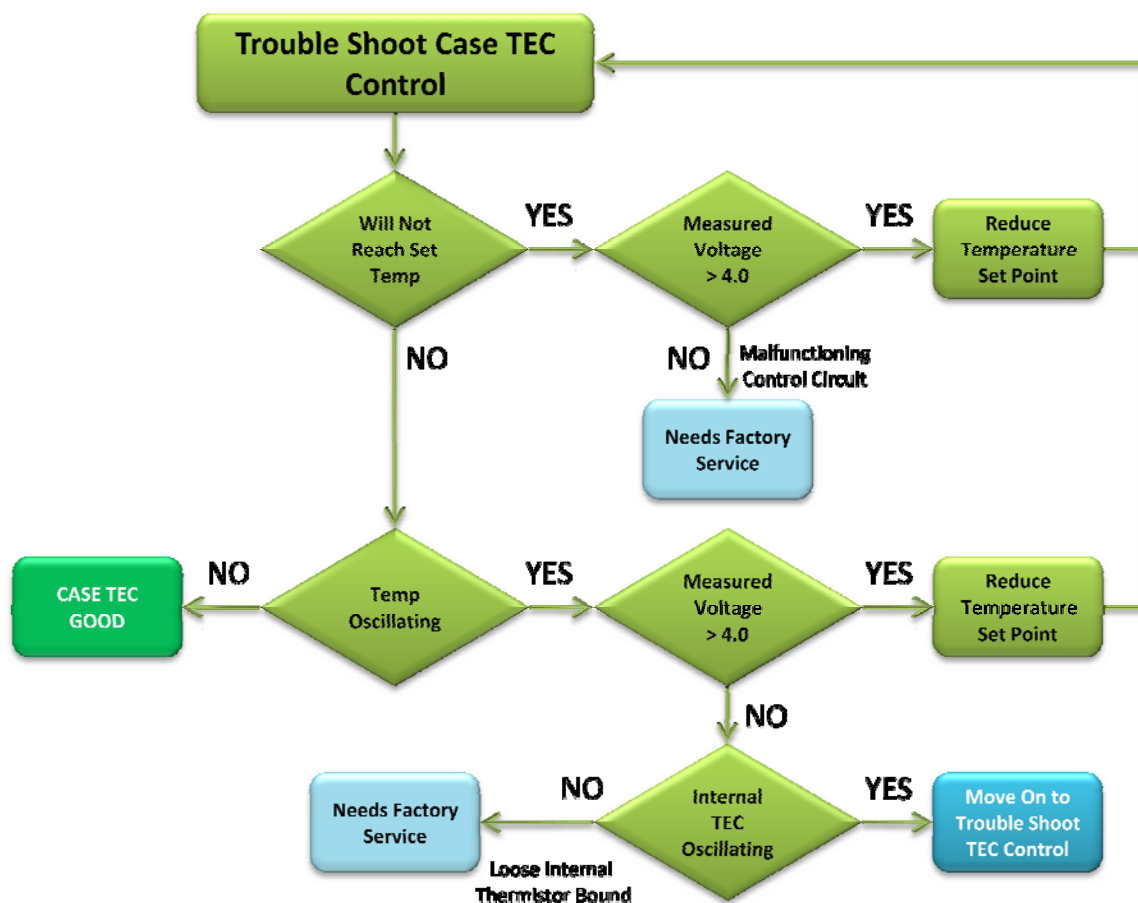 Trouble Shoot Case TEC
Control
Will Not
Reach Set
Temp
YES
Measured
Voltage
> 4.0
YES
Reduce
Temperature
Set Point
NO
NO
Malfunctioning
Control Circuit
Needs Factory
Service
CASE TEC
GOOD
NO
Temp
Oscillating
YES
Measured
Voltage
> 4.0
YES
Reduce
Temperature
Set Point
NO
Needs Factory
Service
NO
Loose Internal
Thermistor Bound
Internal
TEC
Oscillating
YES
Move On to
Trouble Shoot
TEC Control